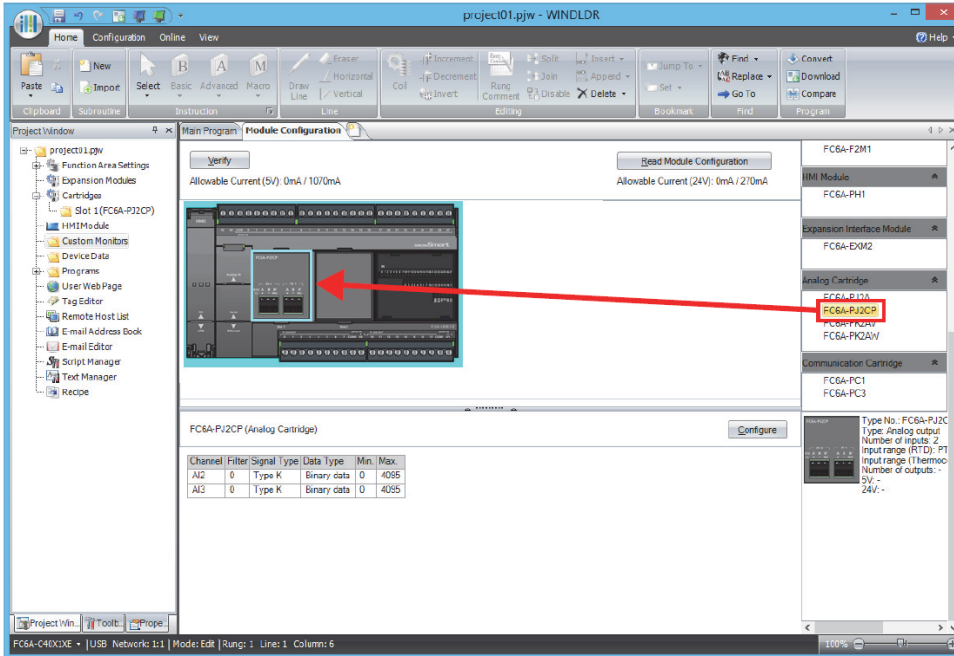 project01.pjw - WINDLDR
Home Configuration Online View Help
Paste New Import Select Basic Advanced Macro Draw Line Eraser Horizontal Vertical Coil Increment Decrement Invert Rung Comment Split Join Disable Insert Append Delete Jump To Set Find Replace Go To Convert Download Compare
Clipboard Subroutine Instruction Line Editing Bookmark Find Program
Project Window
Main Program Module Configuration
project01.pjw
Function Area Settings
Expansion Modules
Cartridges
Slot 1(FC6A-PJ2CP)
HMIModule
Custom Monitors
Device Data
Programs
User Web Page
Tag Editor
Remote Host List
E-mail Address Book
E-mail Editor
Script Manager
Text Manager
Recipe
Verify
Read Module Configuration
Allowable Current (5V): 0mA / 1070mA
Allowable Current (24V): 0mA / 270mA
FC6A-PJ2CP
FC6A-F2M1
HMI Module
FC6A-PH1
Expansion Interface Module
FC6A-EXM2
Analog Cartridge
FC6A-PJ2A
FC6A-PJ2CP
FC6A-PK2AV
FC6A-PK2AW
Communication Cartridge
FC6A-PC1
FC6A-PC3
FC6A-PJ2CP (Analog Cartridge)
Configure
Channel Filter Signal Type Data Type Min. Max.
AI2 0 Type K Binary data 0 4095
AI3 0 Type K Binary data 0 4095
Type No.: FC6A-PJ2C
Type: Analog output
Number of inputs: 2
Input range (RTD): PT
Input range (Thermoc
Number of outputs: -
5V: -
24V: -
Project Win... Toolb... Prope...
FC6A-C40X1XE USB Network: 1:1 Mode: Edit Rung: 1 Line: 1 Column: 6
100%